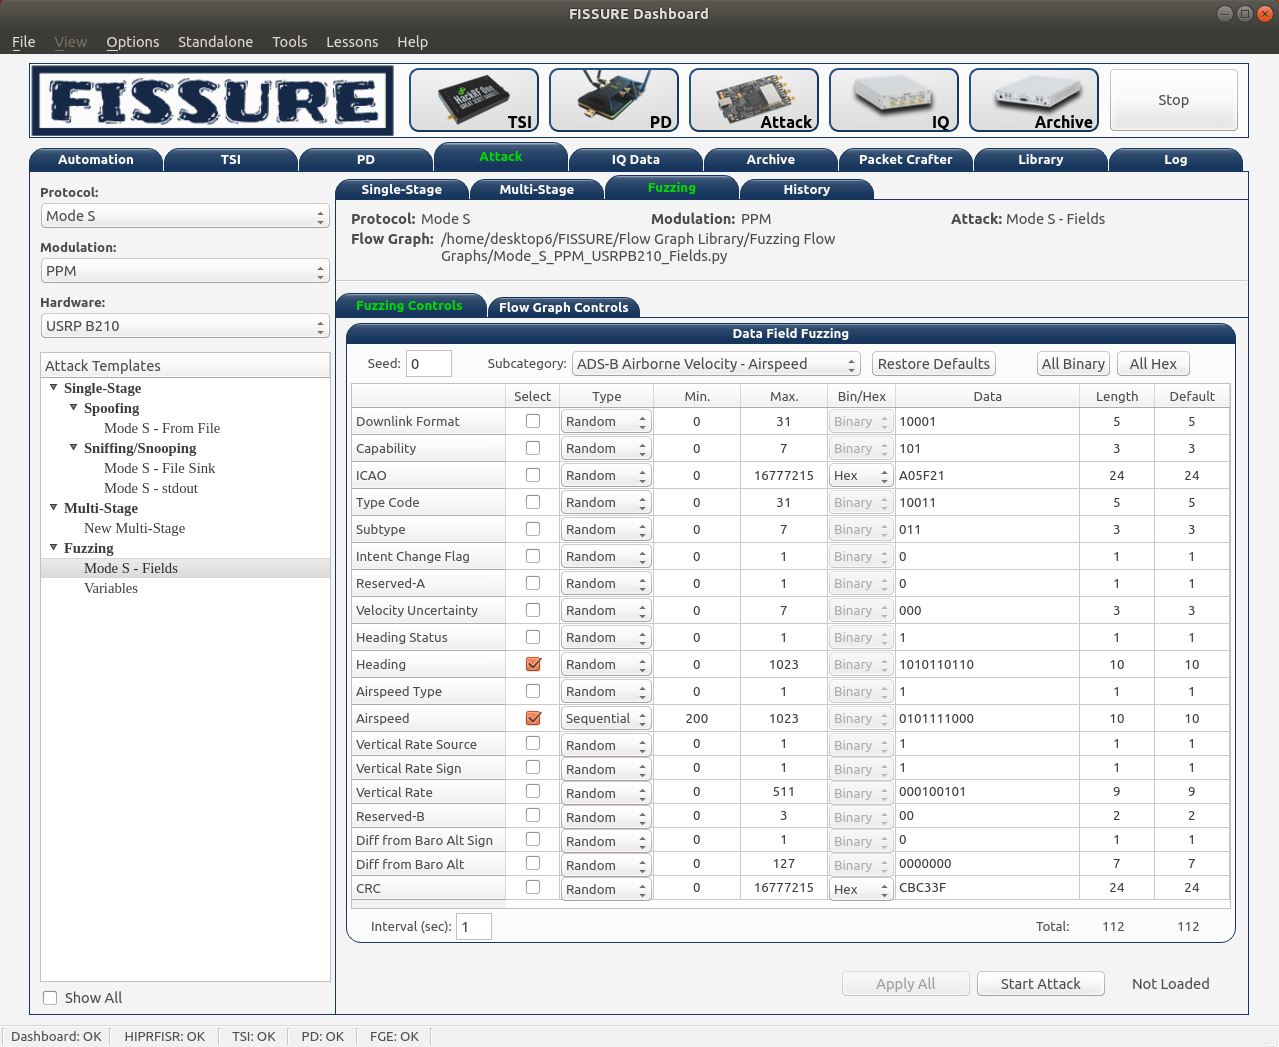 FISSURE Dashboard
File View Options Standalone Tools Lessons Help
FISSURE HackRF One TSI PD Attack IQ Archive Stop
Automation TSI PD Attack IQ Data Archive Packet Crafter Library Log
Protocol:
Mode S
Modulation:
PPM
Hardware:
USRP B210
Attack Templates
Single-Stage
Spoofing
Mode S - From File
Sniffing/Snooping
Mode S - File Sink
Mode S - stdout
Multi-Stage
New Multi-Stage
Fuzzing
Mode S - Fields
Variables
Show All
Single-Stage Multi-Stage Fuzzing History
Protocol: Mode S Modulation: PPM Attack: Mode S - Fields
Flow Graph: /home/desktop6/FISSURE/Flow Graph Library/Fuzzing Flow
Graphs/Mode_S_PPM_USRPB210_Fields.py
Fuzzing Controls Flow Graph Controls
Data Field Fuzzing
Seed: 0 Subcategory: ADS-B Airborne Velocity - Airspeed Restore Defaults All Binary All Hex
Select Type Min. Max. Bin/Hex Data Length Default
Downlink Format Random 0 31 Binary 10001 5 5
Capability Random 0 7 Binary 101 3 3
ICAO Random 0 16777215 Hex A05F21 24 24
Type Code Random 0 31 Binary 10011 5 5
Subtype Random 0 7 Binary 011 3 3
Intent Change Flag Random 0 1 Binary 0 1 1
Reserved-A Random 0 1 Binary 0 1 1
Velocity Uncertainty Random 0 7 Binary 000 3 3
Heading Status Random 0 1 Binary 1 1 1
Heading Random 0 1023 Binary 1010110110 10 10
Airspeed Type Random 0 1 Binary 1 1 1
Airspeed Sequential 200 1023 Binary 0101111000 10 10
Vertical Rate Source Random 0 1 Binary 1 1 1
Vertical Rate Sign Random 0 1 Binary 1 1 1
Vertical Rate Random 0 511 Binary 000100101 9 9
Reserved-B Random 0 3 Binary 00 2 2
Diff from Baro Alt Sign Random 0 1 Binary 0 1 1
Diff from Baro Alt Random 0 127 Binary 0000000 7 7
CRC Random 0 16777215 Hex CBC33F 24 24
Interval (sec): 1 Total: 112 112
Apply All Start Attack Not Loaded
Dashboard: OK HIPRFISR: OK TSI: OK PD: OK FGE: OK